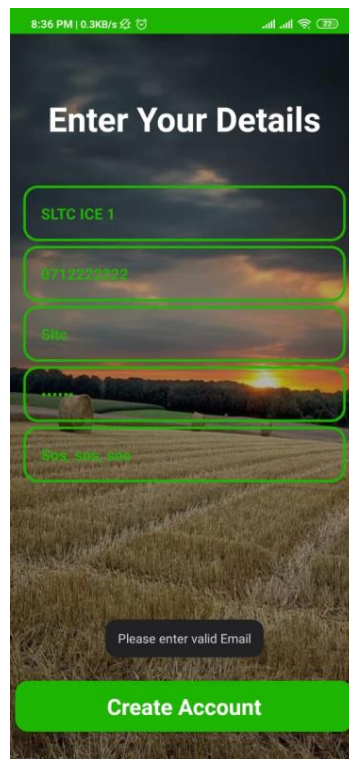 8:36 PM | 0.3KB/s
77
Enter Your Details
SLTC ICE 1
0712222222
Sltc
••••••
Sos, sos, sos
Please enter valid Email
Create Account